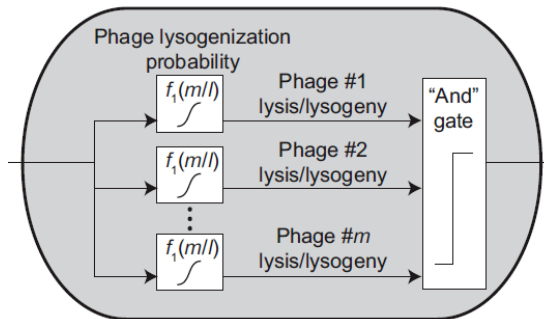 Phage lysogenization
probability
f₁(m/l)
Phage #1
lysis/lysogeny
"And"
gate
f₁(m/l)
Phage #2
lysis/lysogeny
f₁(m/l)
Phage #m
lysis/lysogeny